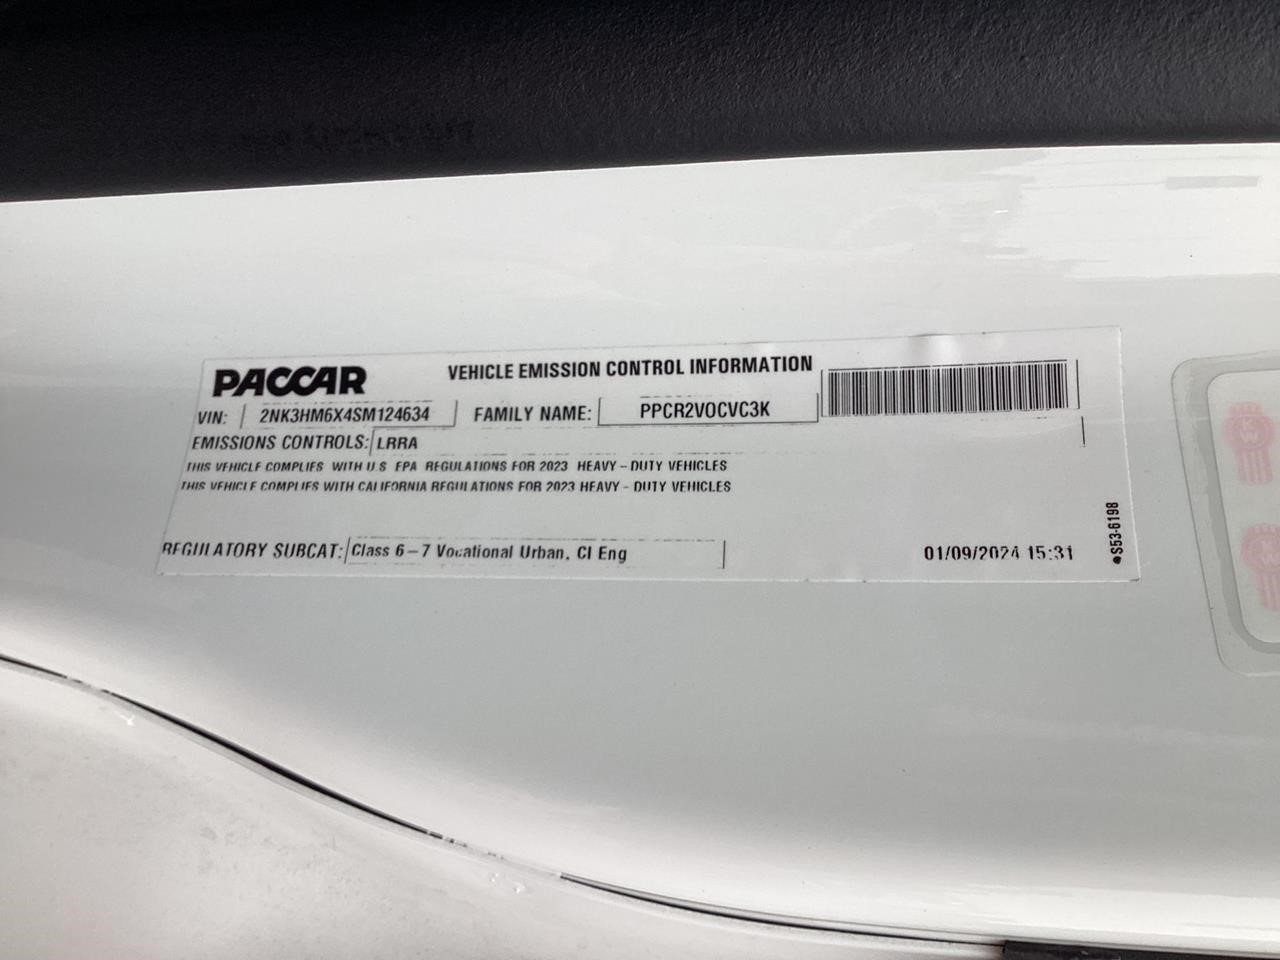 PACCAR VEHICLE EMISSION CONTROL INFORMATION
VIN: 2NK3HM6X4SM124634 FAMILY NAME: PPCR2VOCVC3K
EMISSIONS CONTROLS: LRRA
THIS VEHICLE COMPLIES WITH U.S. EPA REGULATIONS FOR 2023 HEAVY-DUTY VEHICLES
THIS VEHICLE COMPLIES WITH CALIFORNIA REGULATIONS FOR 2023 HEAVY-DUTY VEHICLES
REGULATORY SUBCAT: Class 6-7 Vocational Urban, CI Eng
01/09/2024 15:31
S53-6198
KW
KW